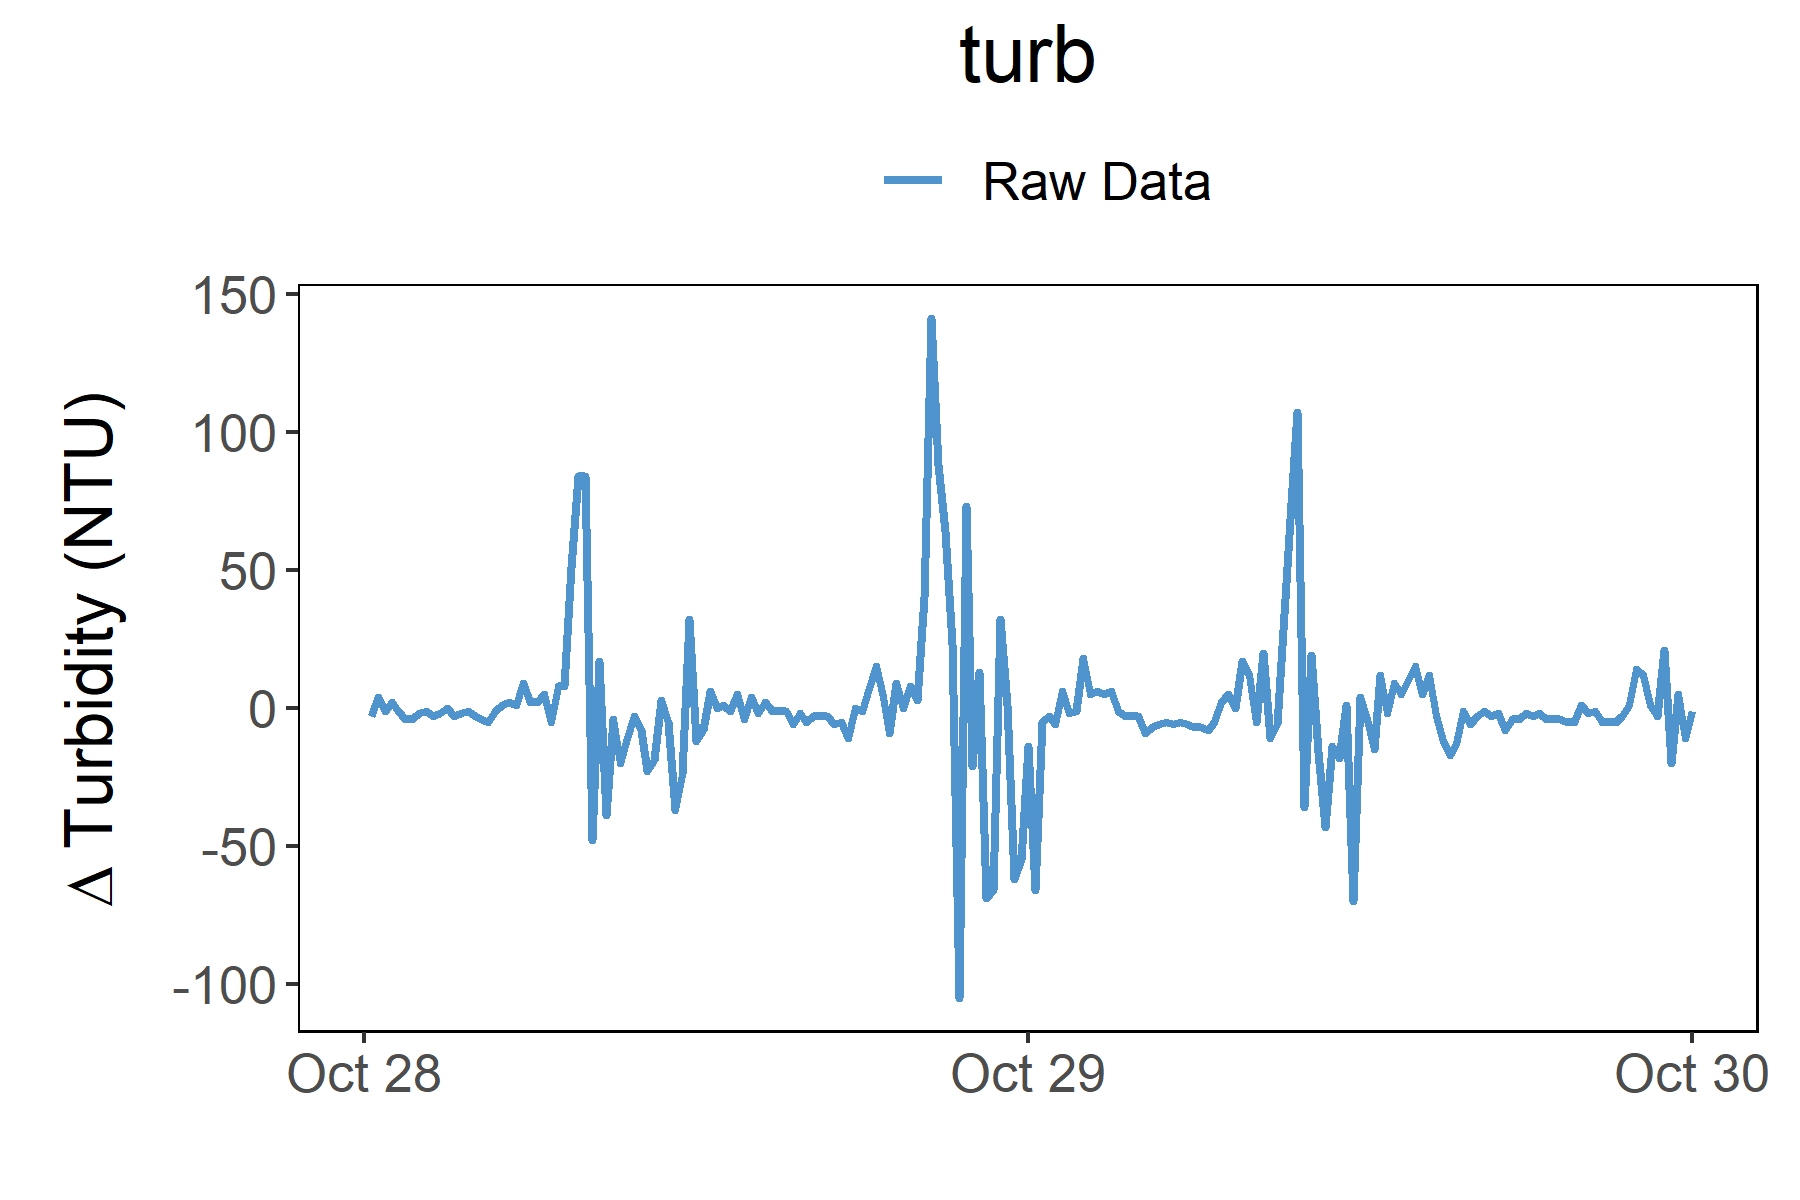 turb
Raw Data
Δ Turbidity (NTU)
150
100
50
0
-50
-100
Oct 28
Oct 29
Oct 30